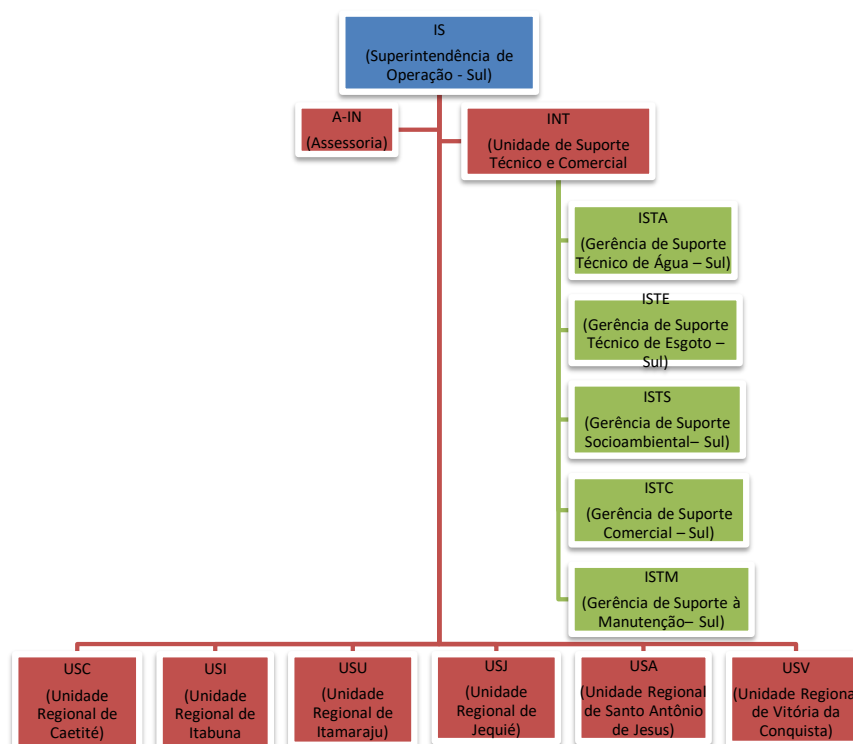 IS
(Superintendência de
Operação - Sul)
A-IN
(Assessoria)
INT
(Unidade de Suporte
Técnico e Comercial
ISTA
(Gerência de Suporte
Técnico de Água – Sul)
ISTE
(Gerência de Suporte
Técnico de Esgoto –
Sul)
ISTS
(Gerência de Suporte
Socioambiental– Sul)
ISTC
(Gerência de Suporte
Comercial – Sul)
ISTM
(Gerência de Suporte à
Manutenção– Sul)
USC
(Unidade
Regional de
Caetité)
USI
(Unidade
Regional de
Itabuna
USU
(Unidade
Regional de
Itamaraju)
USJ
(Unidade
Regional de
Jequié)
USA
(Unidade Regional
de Santo Antônio
de Jesus)
USV
(Unidade Regional
de Vitória da
Conquista)